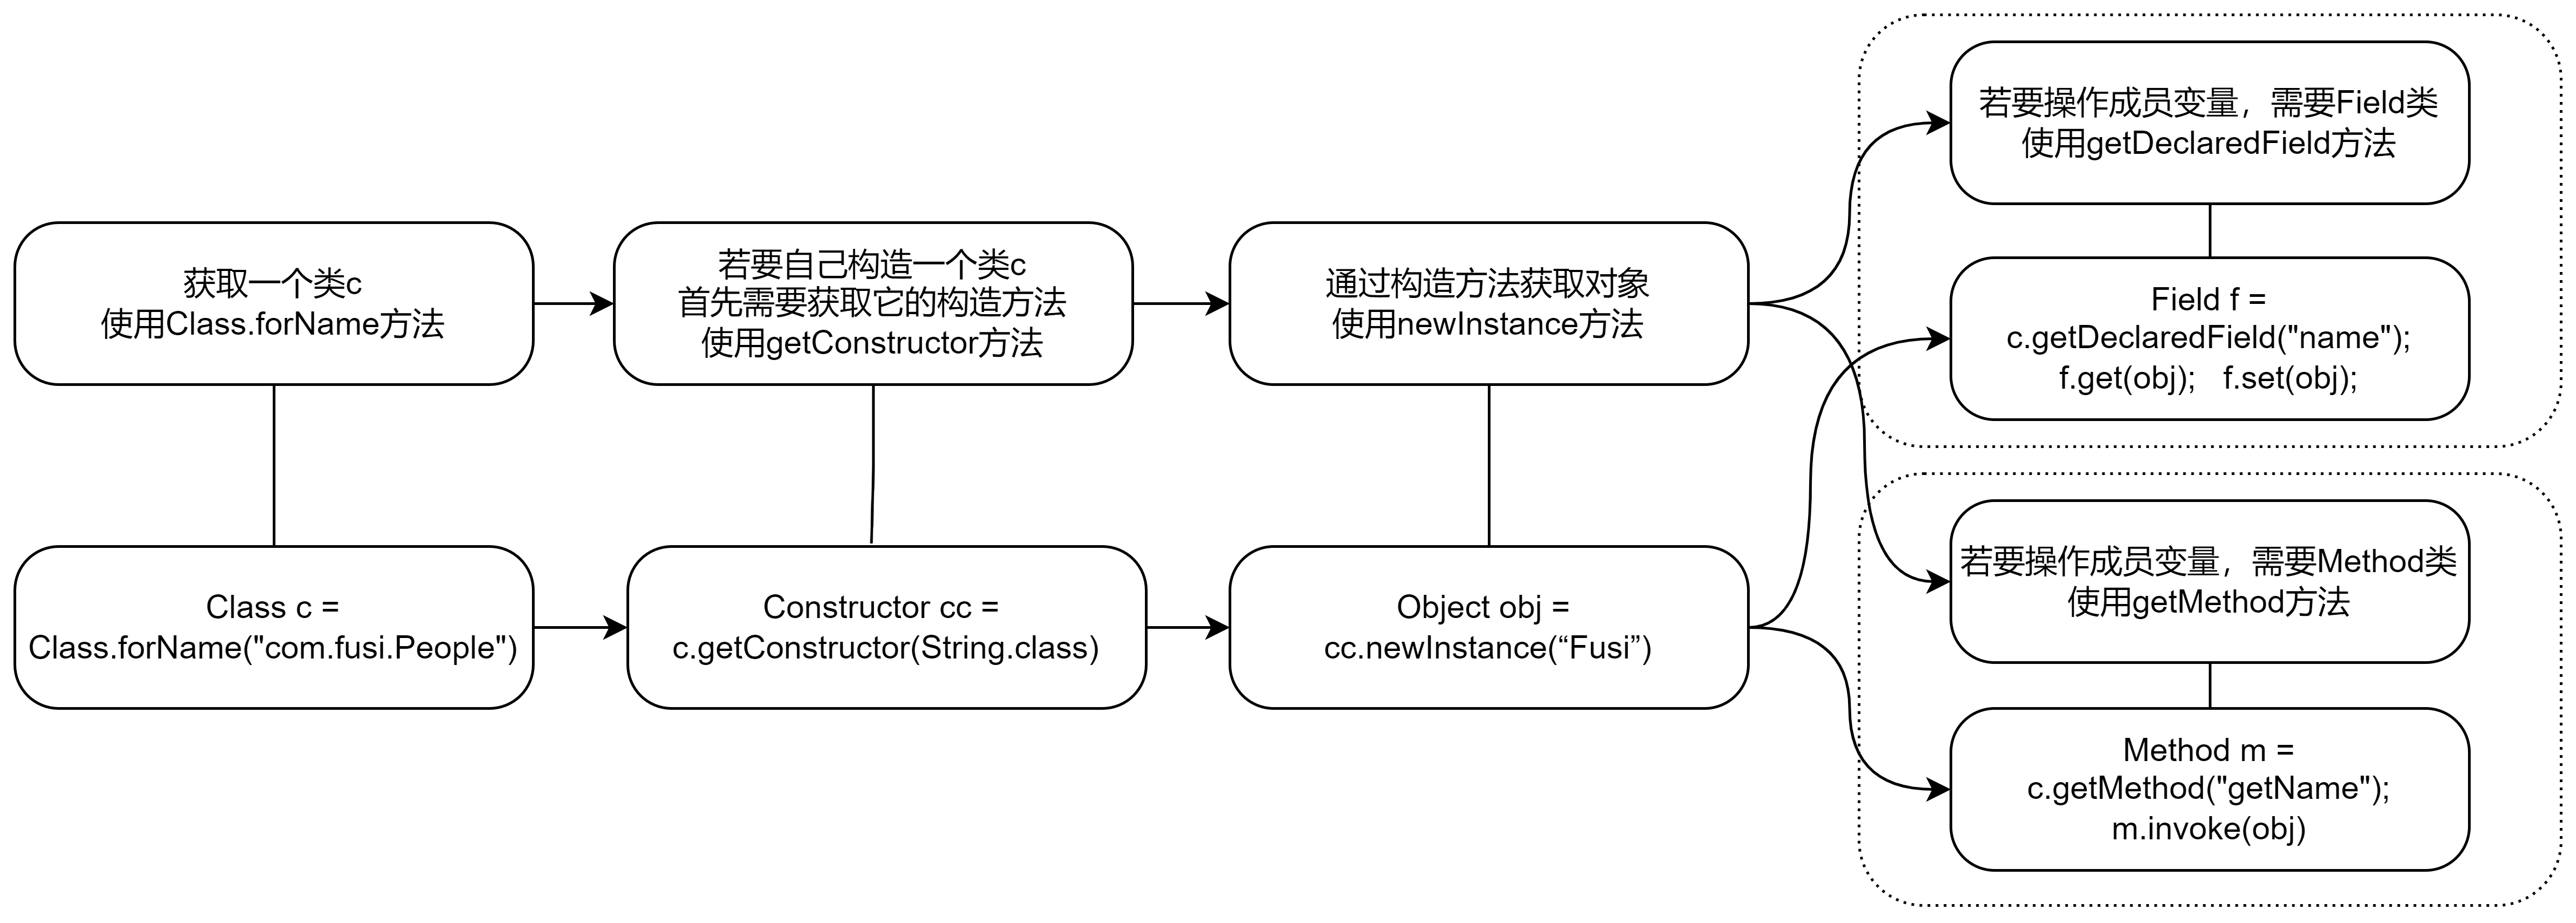 获取一个类c
使用Class.forName方法
若要自己构造一个类c
首先需要获取它的构造方法
使用getConstructor方法
通过构造方法获取对象
使用newInstance方法
若要操作成员变量，需要Field类
使用getDeclaredField方法
Field f =
c.getDeclaredField("name");
f.get(obj);   f.set(obj);
Class c =
Class.forName("com.fusi.People")
Constructor cc =
c.getConstructor(String.class)
Object obj =
cc.newInstance(“Fusi”)
若要操作成员变量，需要Method类
使用getMethod方法
Method m =
c.getMethod("getName");
m.invoke(obj)